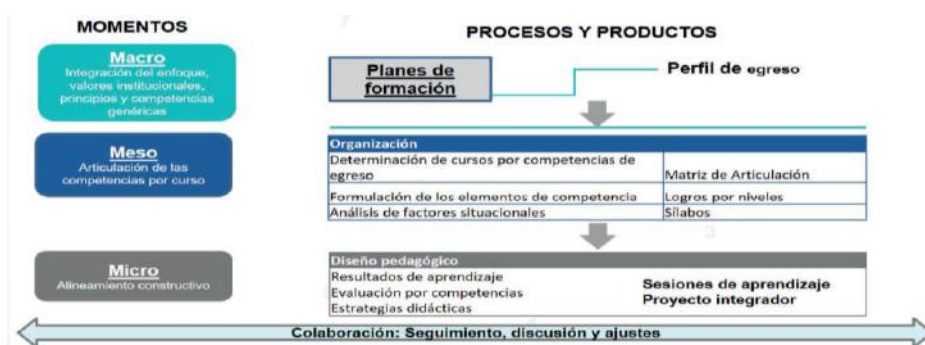 MOMENTOS
Macro
Integración del enfoque,
valores institucionales,
principios y competencias
genéricas
Meso
Articulación de las
competencias por curso
Micro
Alineamiento constructivo
PROCESOS Y PRODUCTOS
Planes de
formación
Perfil de egreso
Organización
Determinación de cursos por competencias de
egreso
Matriz de Articulación
Formulación de los elementos de competencia
Logros por niveles
Análisis de factores situacionales
Sílabos
Diseño pedagógico
Resultados de aprendizaje
Evaluación por competencias
Estrategias didácticas
Sesiones de aprendizaje
Proyecto integrador
Colaboración: Seguimiento, discusión y ajustes